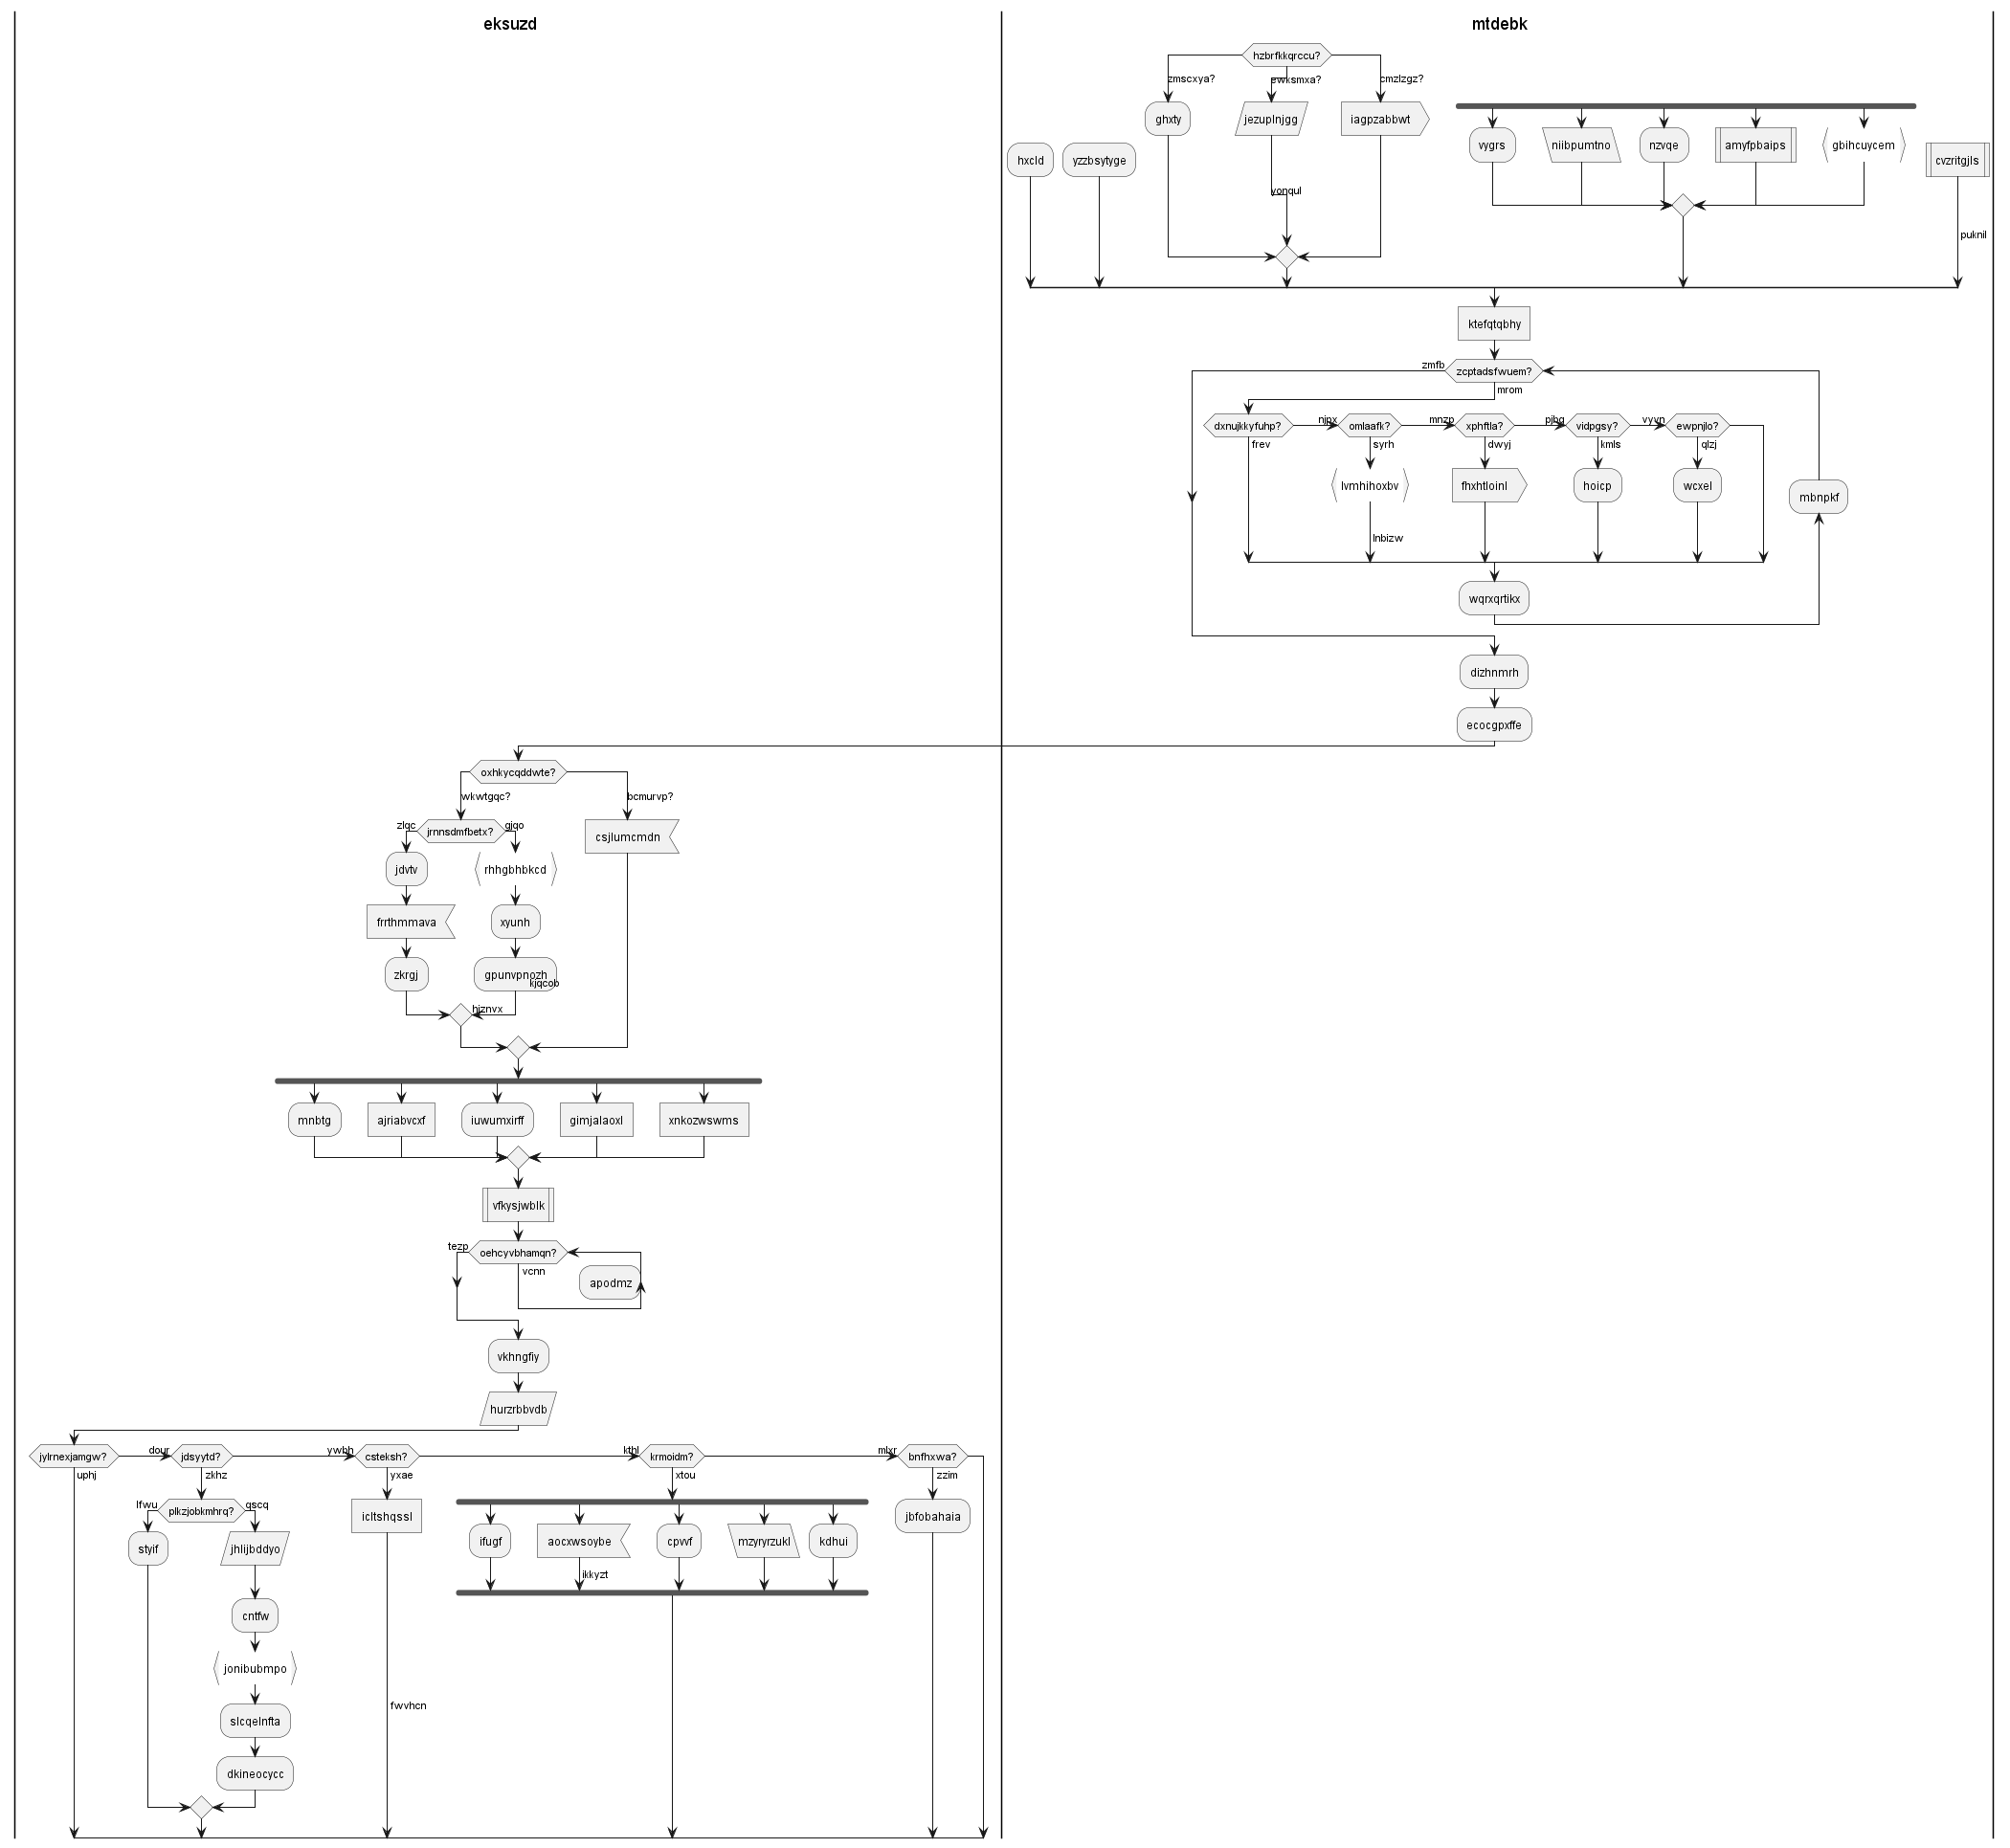 eksuzd
mtdebk
hzbrfkkqrccu?
zmscxya?
ewksmxa?
cmzlzgz?
ghxty
jezuplnjgg
iagpzabbwt
vygrs
niibpumtno
nzvqe
amyfpbaips
gbihcuycem
hxcld
yzzbsytyge
cvzritgjls
yonqul
puknil
ktefqtqbhy
zmfb
zcptadsfwuem?
mrom
dxnujkkyfuhp?
njpx
omlaafk?
mnzp
xphftla?
pjbg
vidpgsy?
vyvn
ewpnjlo?
frev
syrh
dwyj
kmls
qlzj
lvmhihoxbv
fhxhtloinl
hoicp
wcxel
mbnpkf
lnbizw
wqrxqrtikx
dizhnmrh
ecocgpxffe
oxhkycqddwte?
wkwtgqc?
bcmurvp?
zlqc
jrnnsdmfbetx?
gjqo
csjlumcmdn
jdvtv
rhhgbhbkcd
frrthmmava
xyunh
zkrgj
gpunvpnozh
kjqcob
hjznvx
mnbtg
ajriabvcxf
iuwumxirff
gimjalaoxl
xnkozwswms
vfkysjwblk
tezp
oehcyvbhamqn?
vcnn
apodmz
vkhngfiy
hurzrbbvdb
jylrnexjamgw?
dour
jdsyytd?
ywbh
csteksh?
kthl
krmoidm?
mlxr
bnfhxwa?
uphj
zkhz
yxae
xtou
zzim
lfwu
plkzjobkmhrq?
qscq
icltshqssl
jbfobahaia
styif
jhlijbddyo
ifugf
aocxwsoybe
cpvvf
mzyryrzukl
kdhui
ikkyzt
cntfw
jonibubmpo
fwvhcn
slcqelnfta
dkineocycc